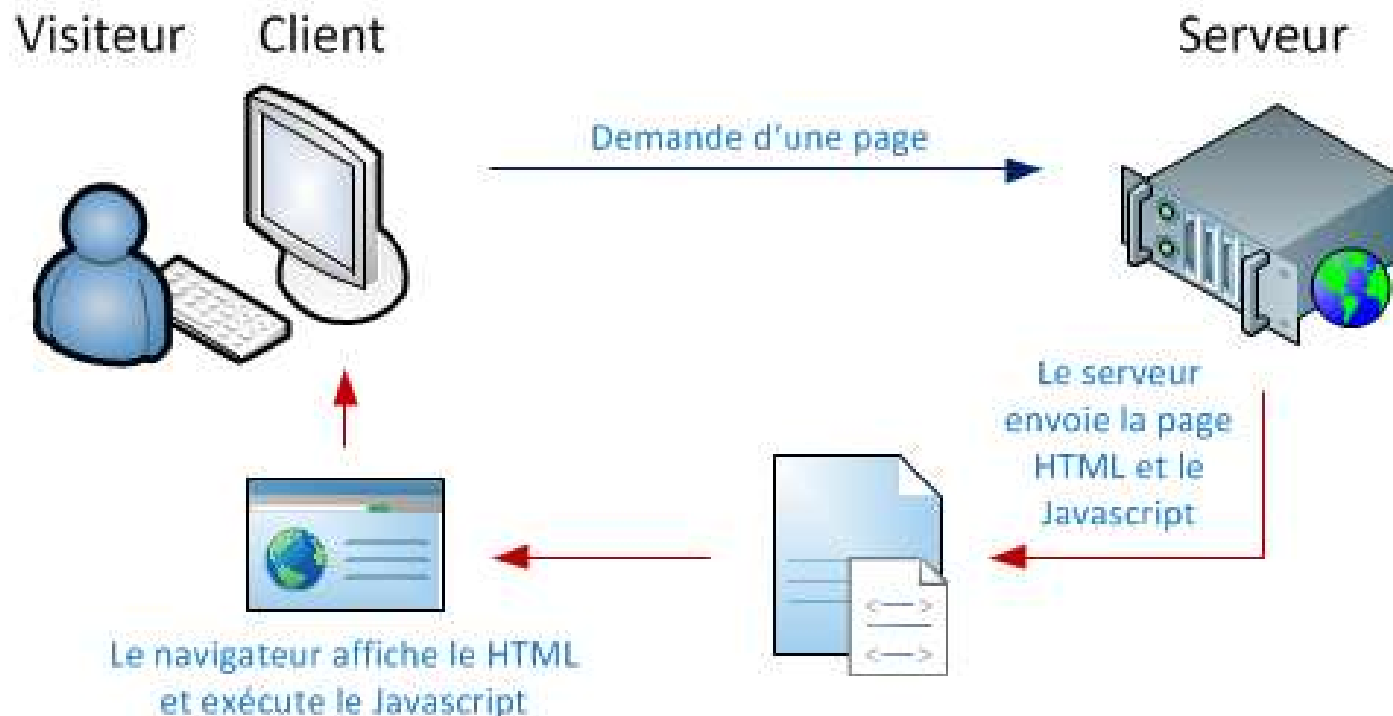 Visiteur
Client
Serveur
Demande d'une page
Le serveur
envoie la page
HTML et le
Javascript
Le navigateur affiche le HTML
et exécute le Javascript